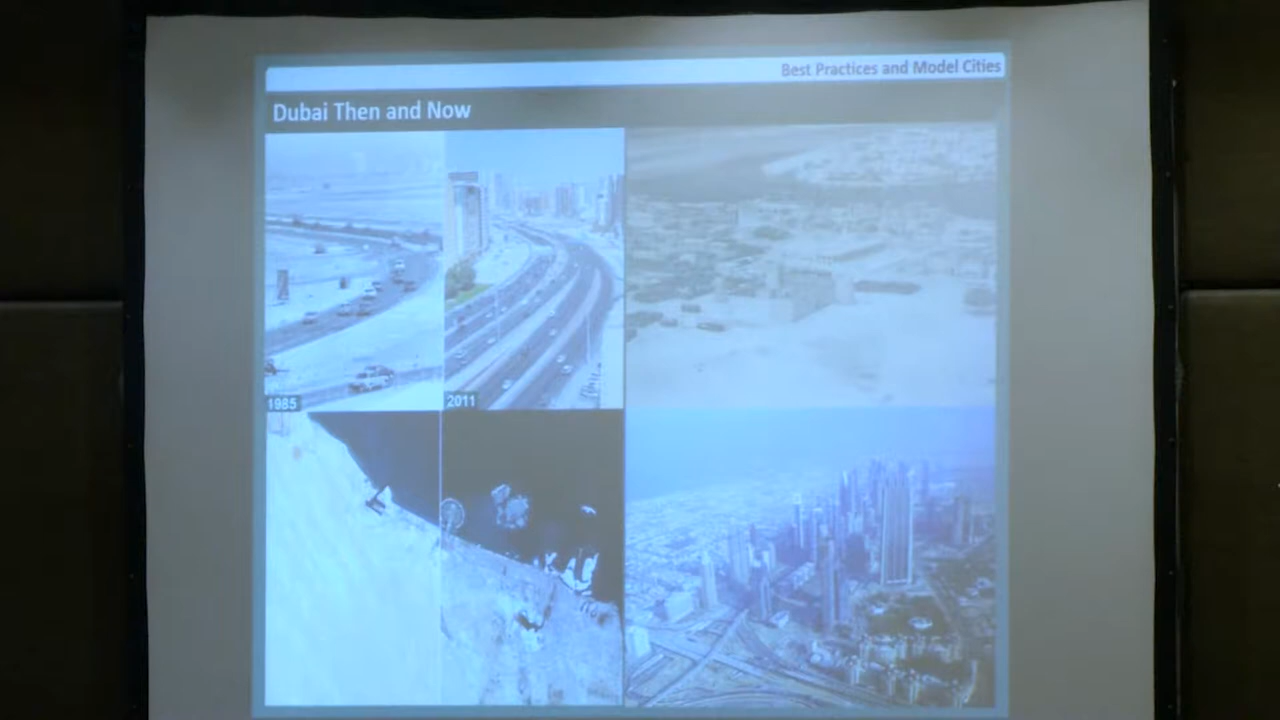 Best Practices and Model Cities
Dubai Then and Now
1985
2011